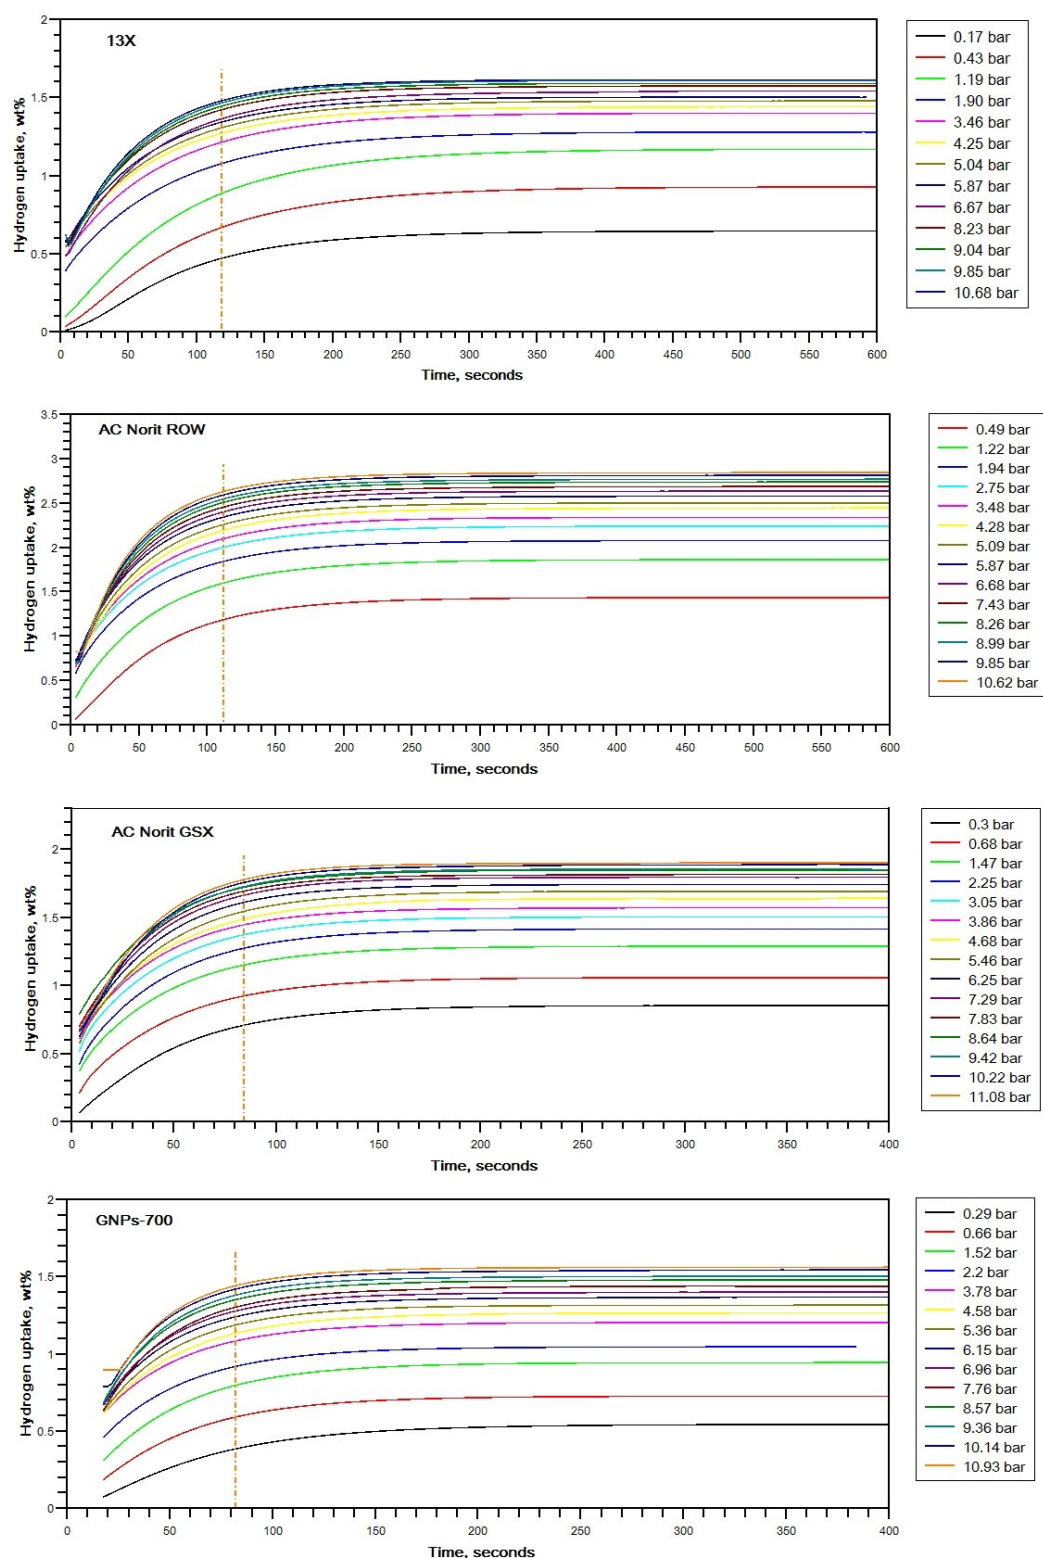 13X
Hydrogen uptake, wt%
2
1.5
1
0.5
0
0 50 100 150 200 250 300 350 400 450 500 550 600
Time, seconds
0.17 bar
0.43 bar
1.19 bar
1.90 bar
3.46 bar
4.25 bar
5.04 bar
5.87 bar
6.67 bar
8.23 bar
9.04 bar
9.85 bar
10.68 bar
AC Norit ROW
Hydrogen uptake, wt%
3.5
3
2.5
2
1.5
1
0.5
0
0 50 100 150 200 250 300 350 400 450 500 550 600
Time, seconds
0.49 bar
1.22 bar
1.94 bar
2.75 bar
3.48 bar
4.28 bar
5.09 bar
5.87 bar
6.68 bar
7.43 bar
8.26 bar
8.99 bar
9.85 bar
10.62 bar
AC Norit GSX
Hydrogen uptake, wt%
2
1.5
1
0.5
0
0 50 100 150 200 250 300 350 400
Time, seconds
0.3 bar
0.68 bar
1.47 bar
2.25 bar
3.05 bar
3.86 bar
4.68 bar
5.46 bar
6.25 bar
7.29 bar
7.83 bar
8.64 bar
9.42 bar
10.22 bar
11.08 bar
GNPs-700
Hydrogen uptake, wt%
2
1.5
1
0.5
0
0 50 100 150 200 250 300 350 400
Time, seconds
0.29 bar
0.66 bar
1.52 bar
2.2 bar
3.78 bar
4.58 bar
5.36 bar
6.15 bar
6.96 bar
7.76 bar
8.57 bar
9.36 bar
10.14 bar
10.93 bar